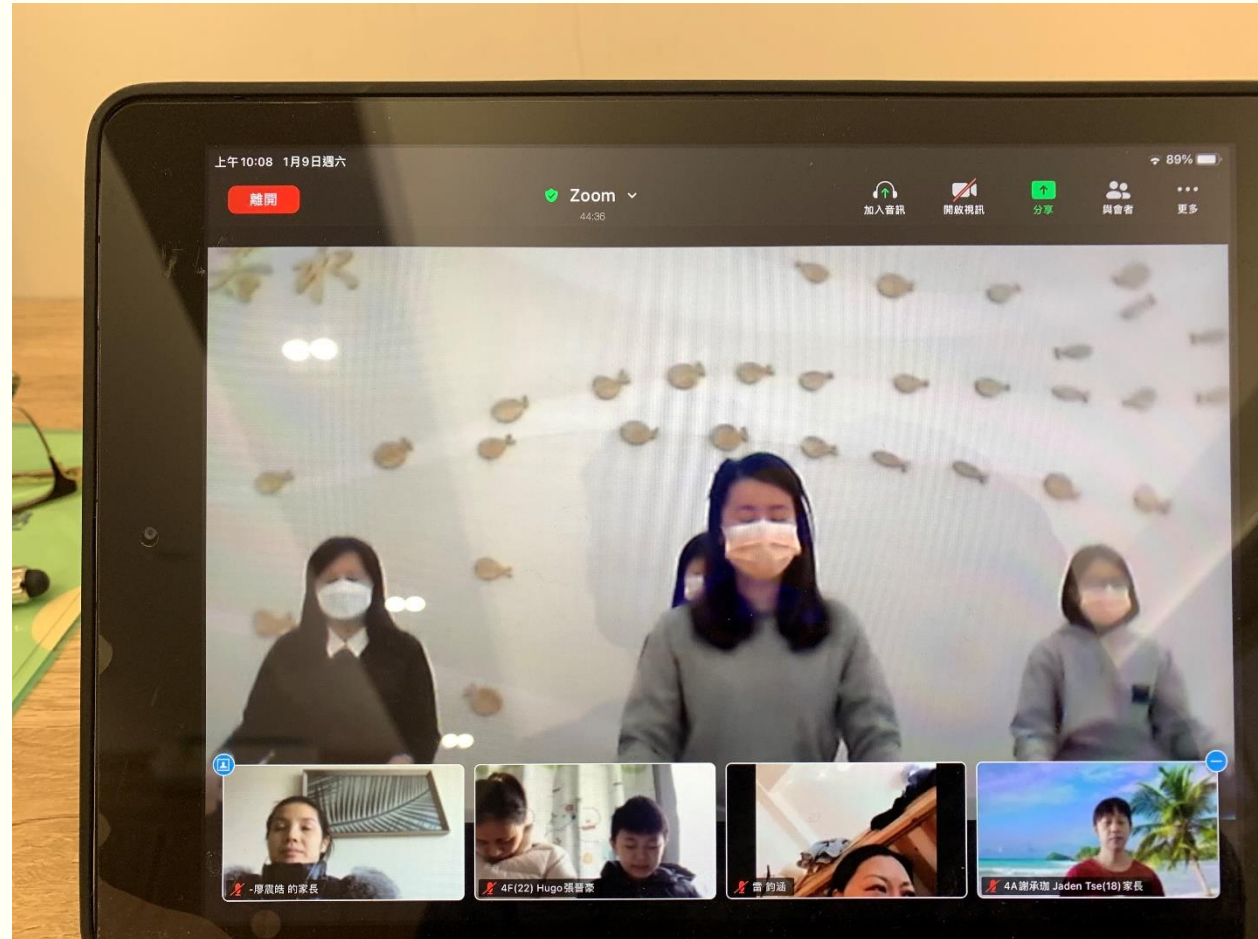 上午10:08 1月9日週六
89%
離開
Zoom
44:36
加入音訊
開啟視訊
分享
與會者
更多
-廖震皓 的家長
4F(22) Hugo張晉豪
雷 鈞涵
4A謝承珈 Jaden Tse(18)家長